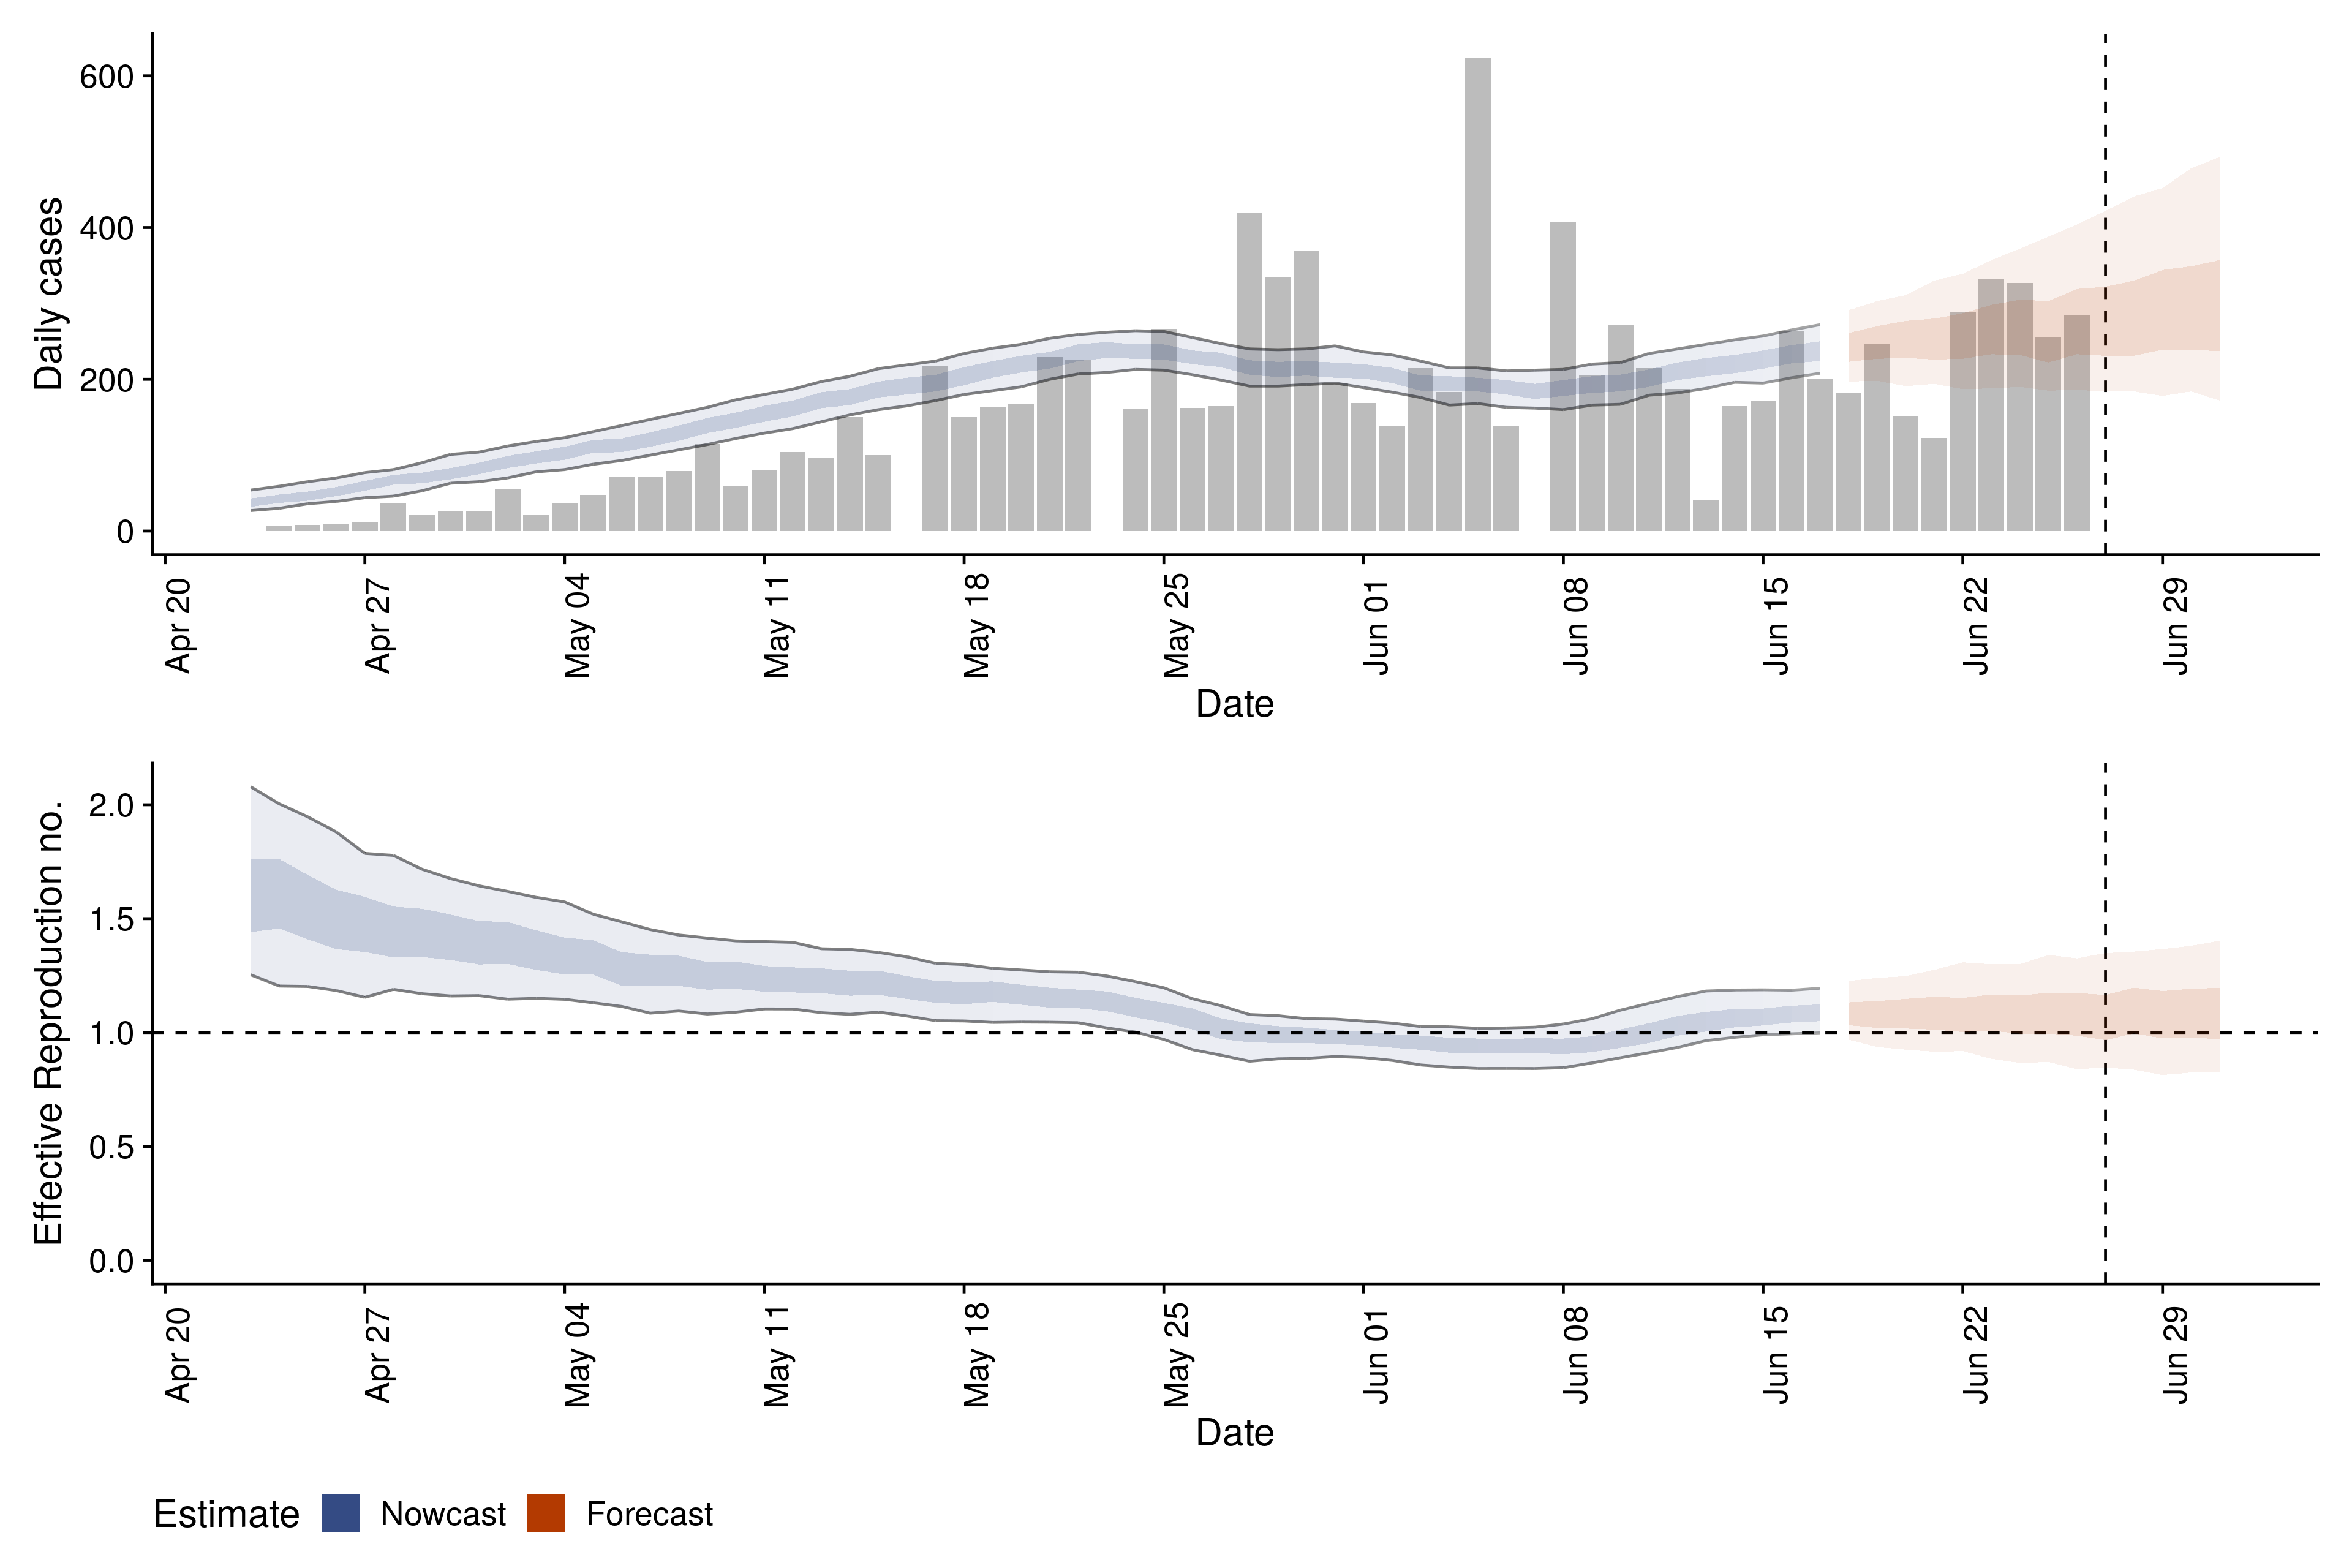 600
400
200
0
Daily cases
Apr 20
Apr 27
May 04
May 11
May 18
May 25
Jun 01
Jun 08
Jun 15
Jun 22
Jun 29
Date
2.0
1.5
1.0
0.5
0.0
Effective Reproduction no.
Apr 20
Apr 27
May 04
May 11
May 18
May 25
Jun 01
Jun 08
Jun 15
Jun 22
Jun 29
Date
Estimate Nowcast Forecast